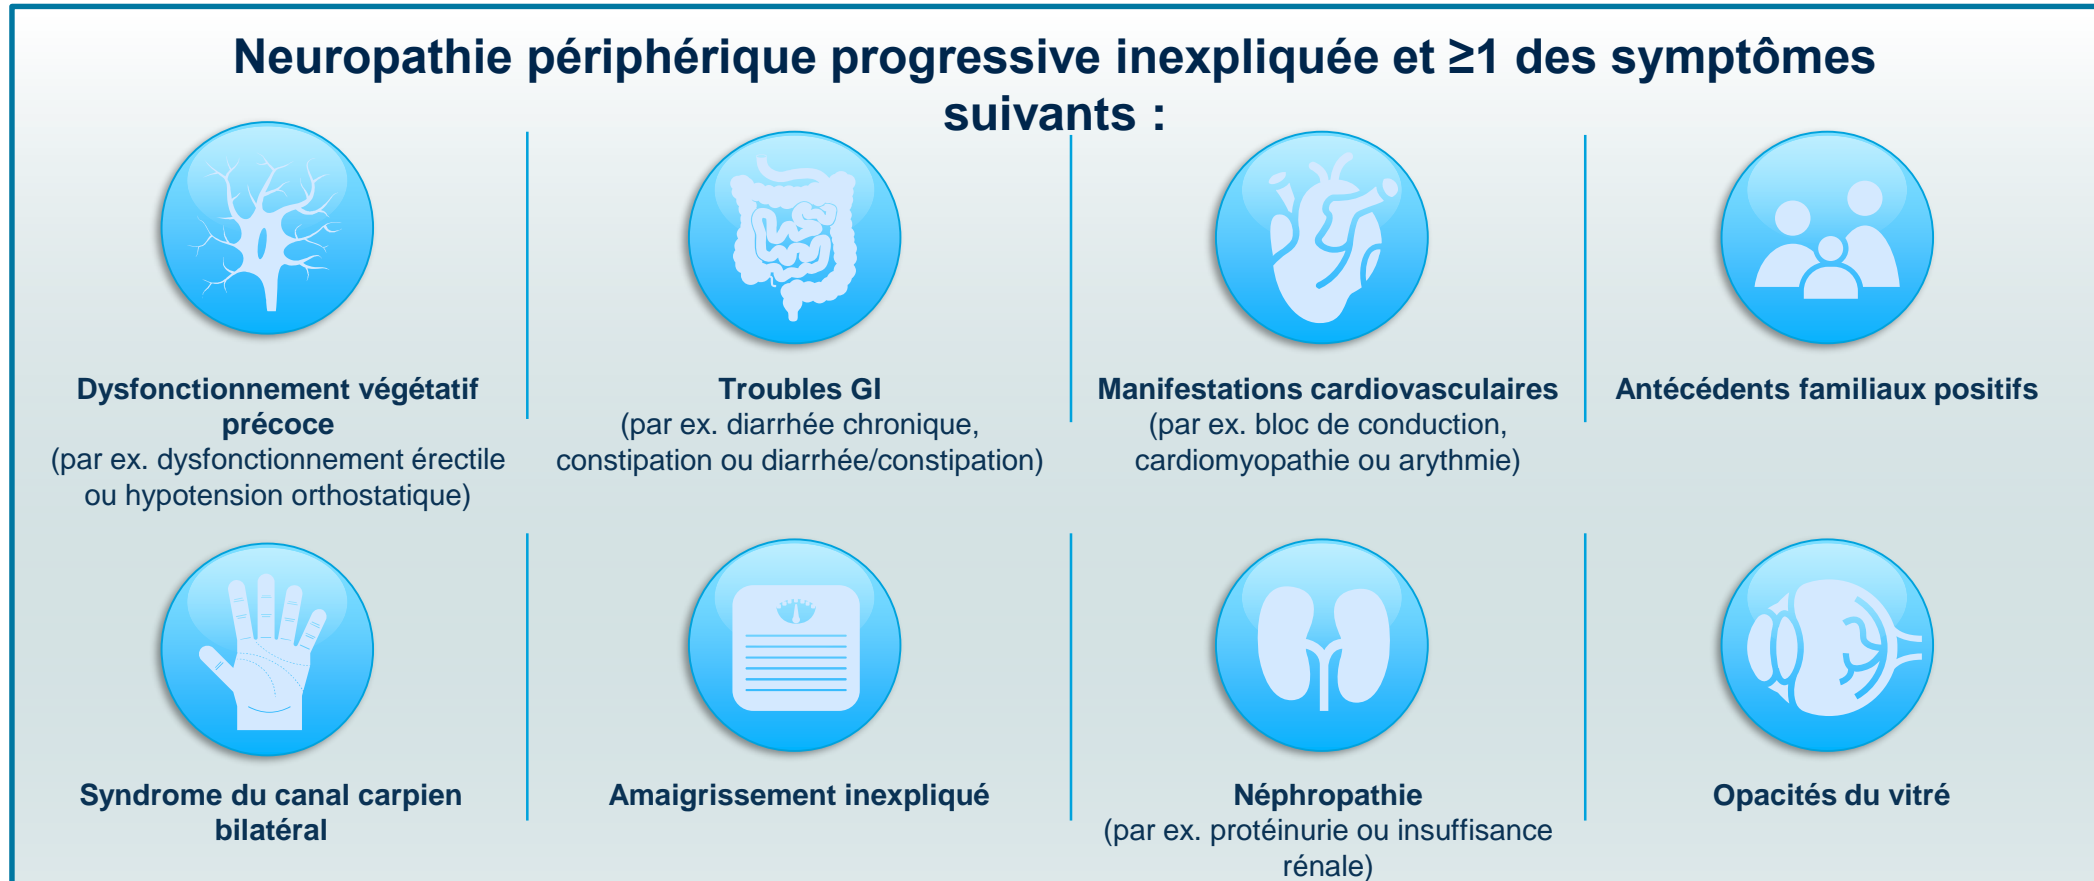 Neuropathie périphérique progressive inexpliquée et ≥1 des symptômes
suivants :
Dysfonctionnement végétatif
précoce
(par ex. dysfonctionnement érectile
ou hypotension orthostatique)
Troubles GI
(par ex. diarrhée chronique,
constipation ou diarrhée/constipation)
Manifestations cardiovasculaires
(par ex. bloc de conduction,
cardiomyopathie ou arythmie)
Antécédents familiaux positifs
Syndrome du canal carpien
bilatéral
Amaigrissement inexpliqué
Néphropathie
(par ex. protéinurie ou insuffisance
rénale)
Opacités du vitré